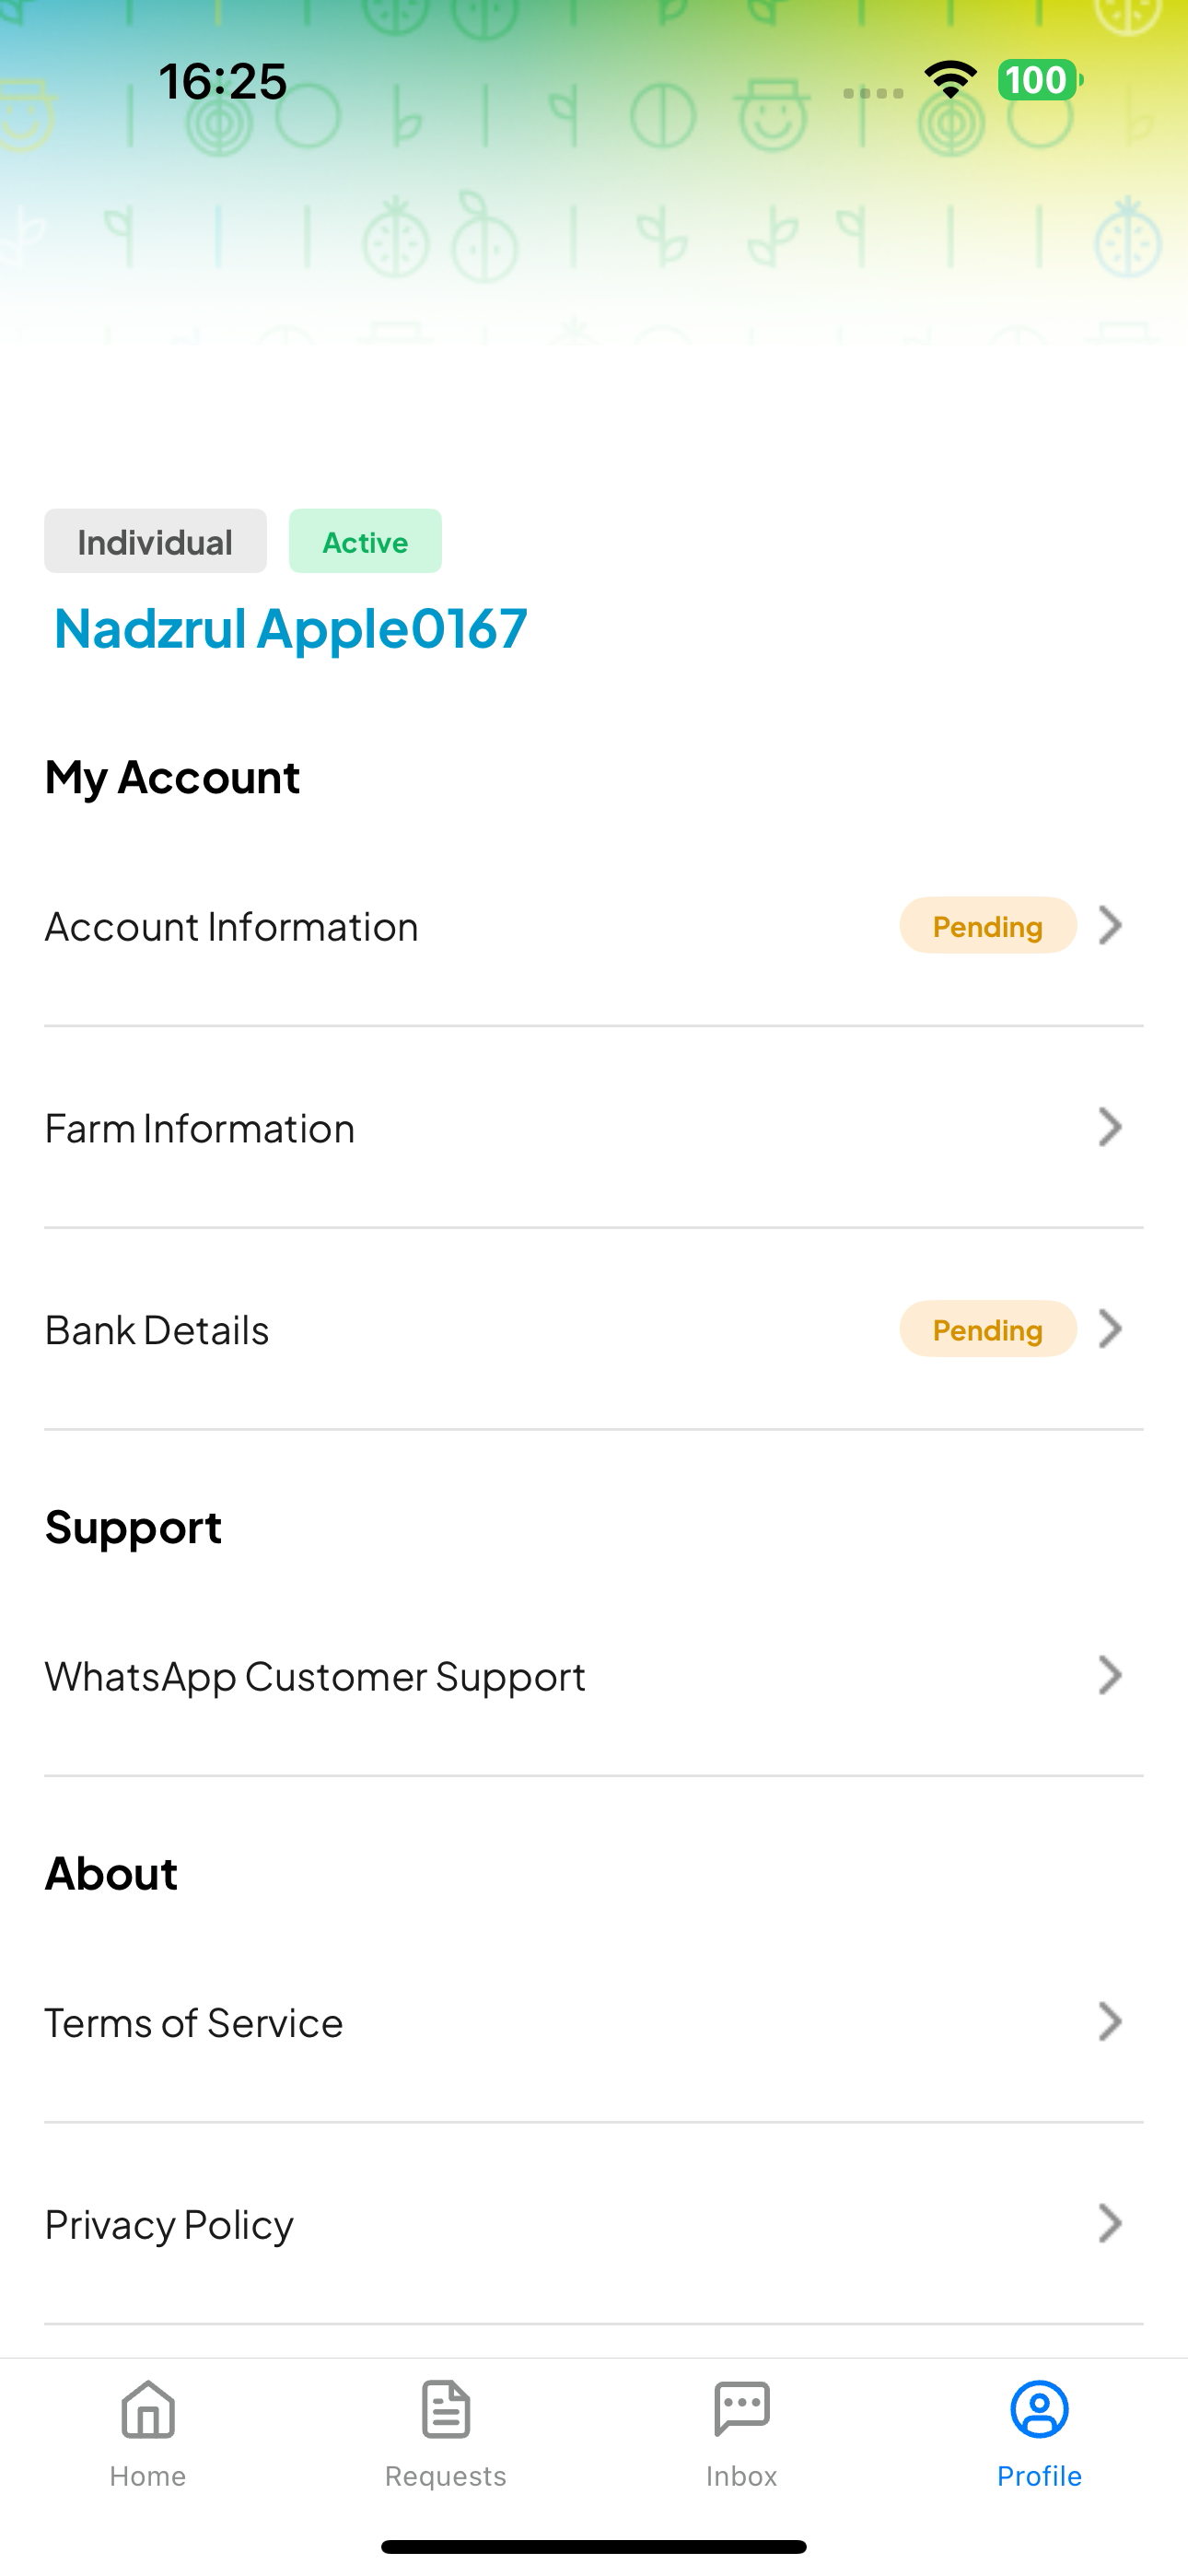 16:25
100
Individual
Active
Nadzrul Apple0167
My Account
Account Information
Pending
Farm Information
Bank Details
Pending
Support
WhatsApp Customer Support
About
Terms of Service
Privacy Policy
Home
Requests
Inbox
Profile